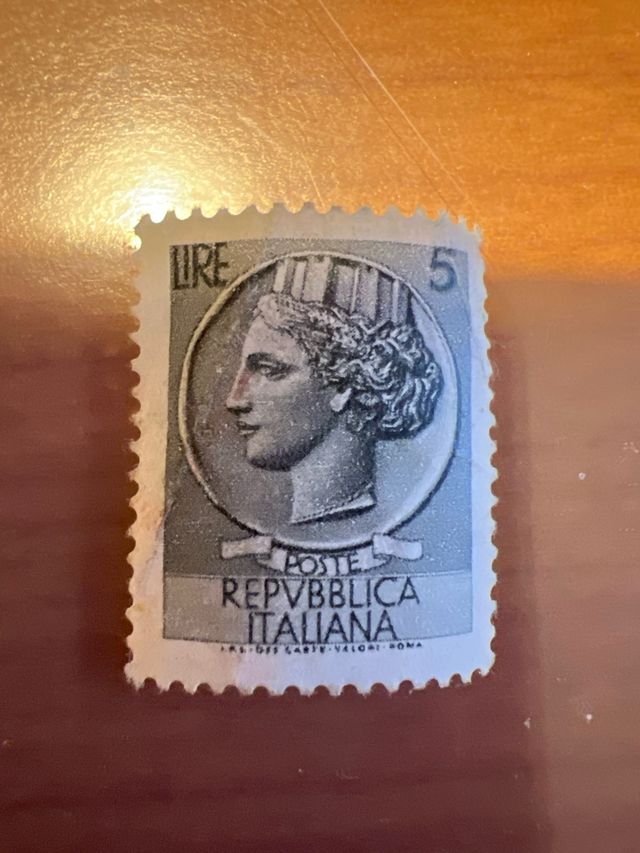 LIRE 5
POSTE
REPVBBLICA
ITALIANA